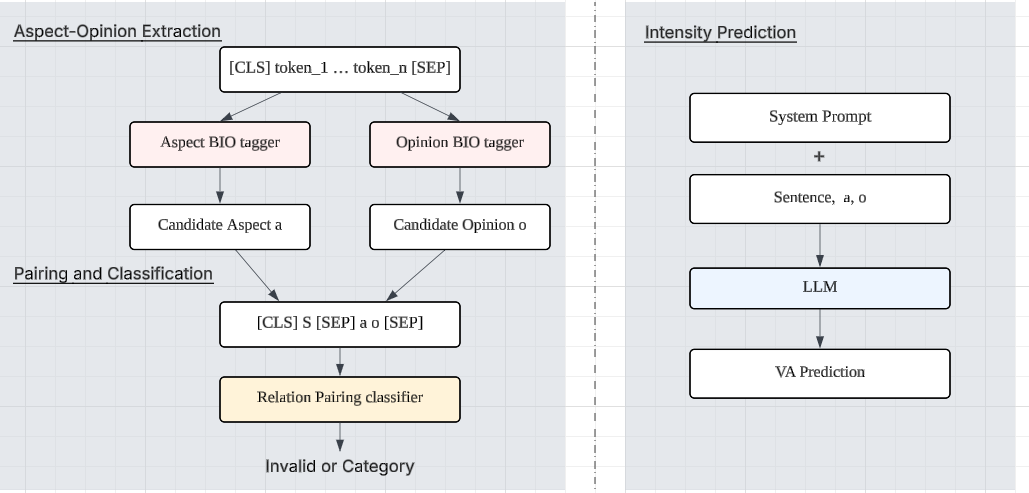 Aspect-Opinion Extraction
[CLS] token_1 … token_n [SEP]
Aspect BIO tagger
Opinion BIO tagger
Candidate Aspect a
Candidate Opinion o
Pairing and Classification
[CLS] S [SEP] a o [SEP]
Relation Pairing classifier
Invalid or Category
Intensity Prediction
System Prompt
+
Sentence, a, o
LLM
VA Prediction